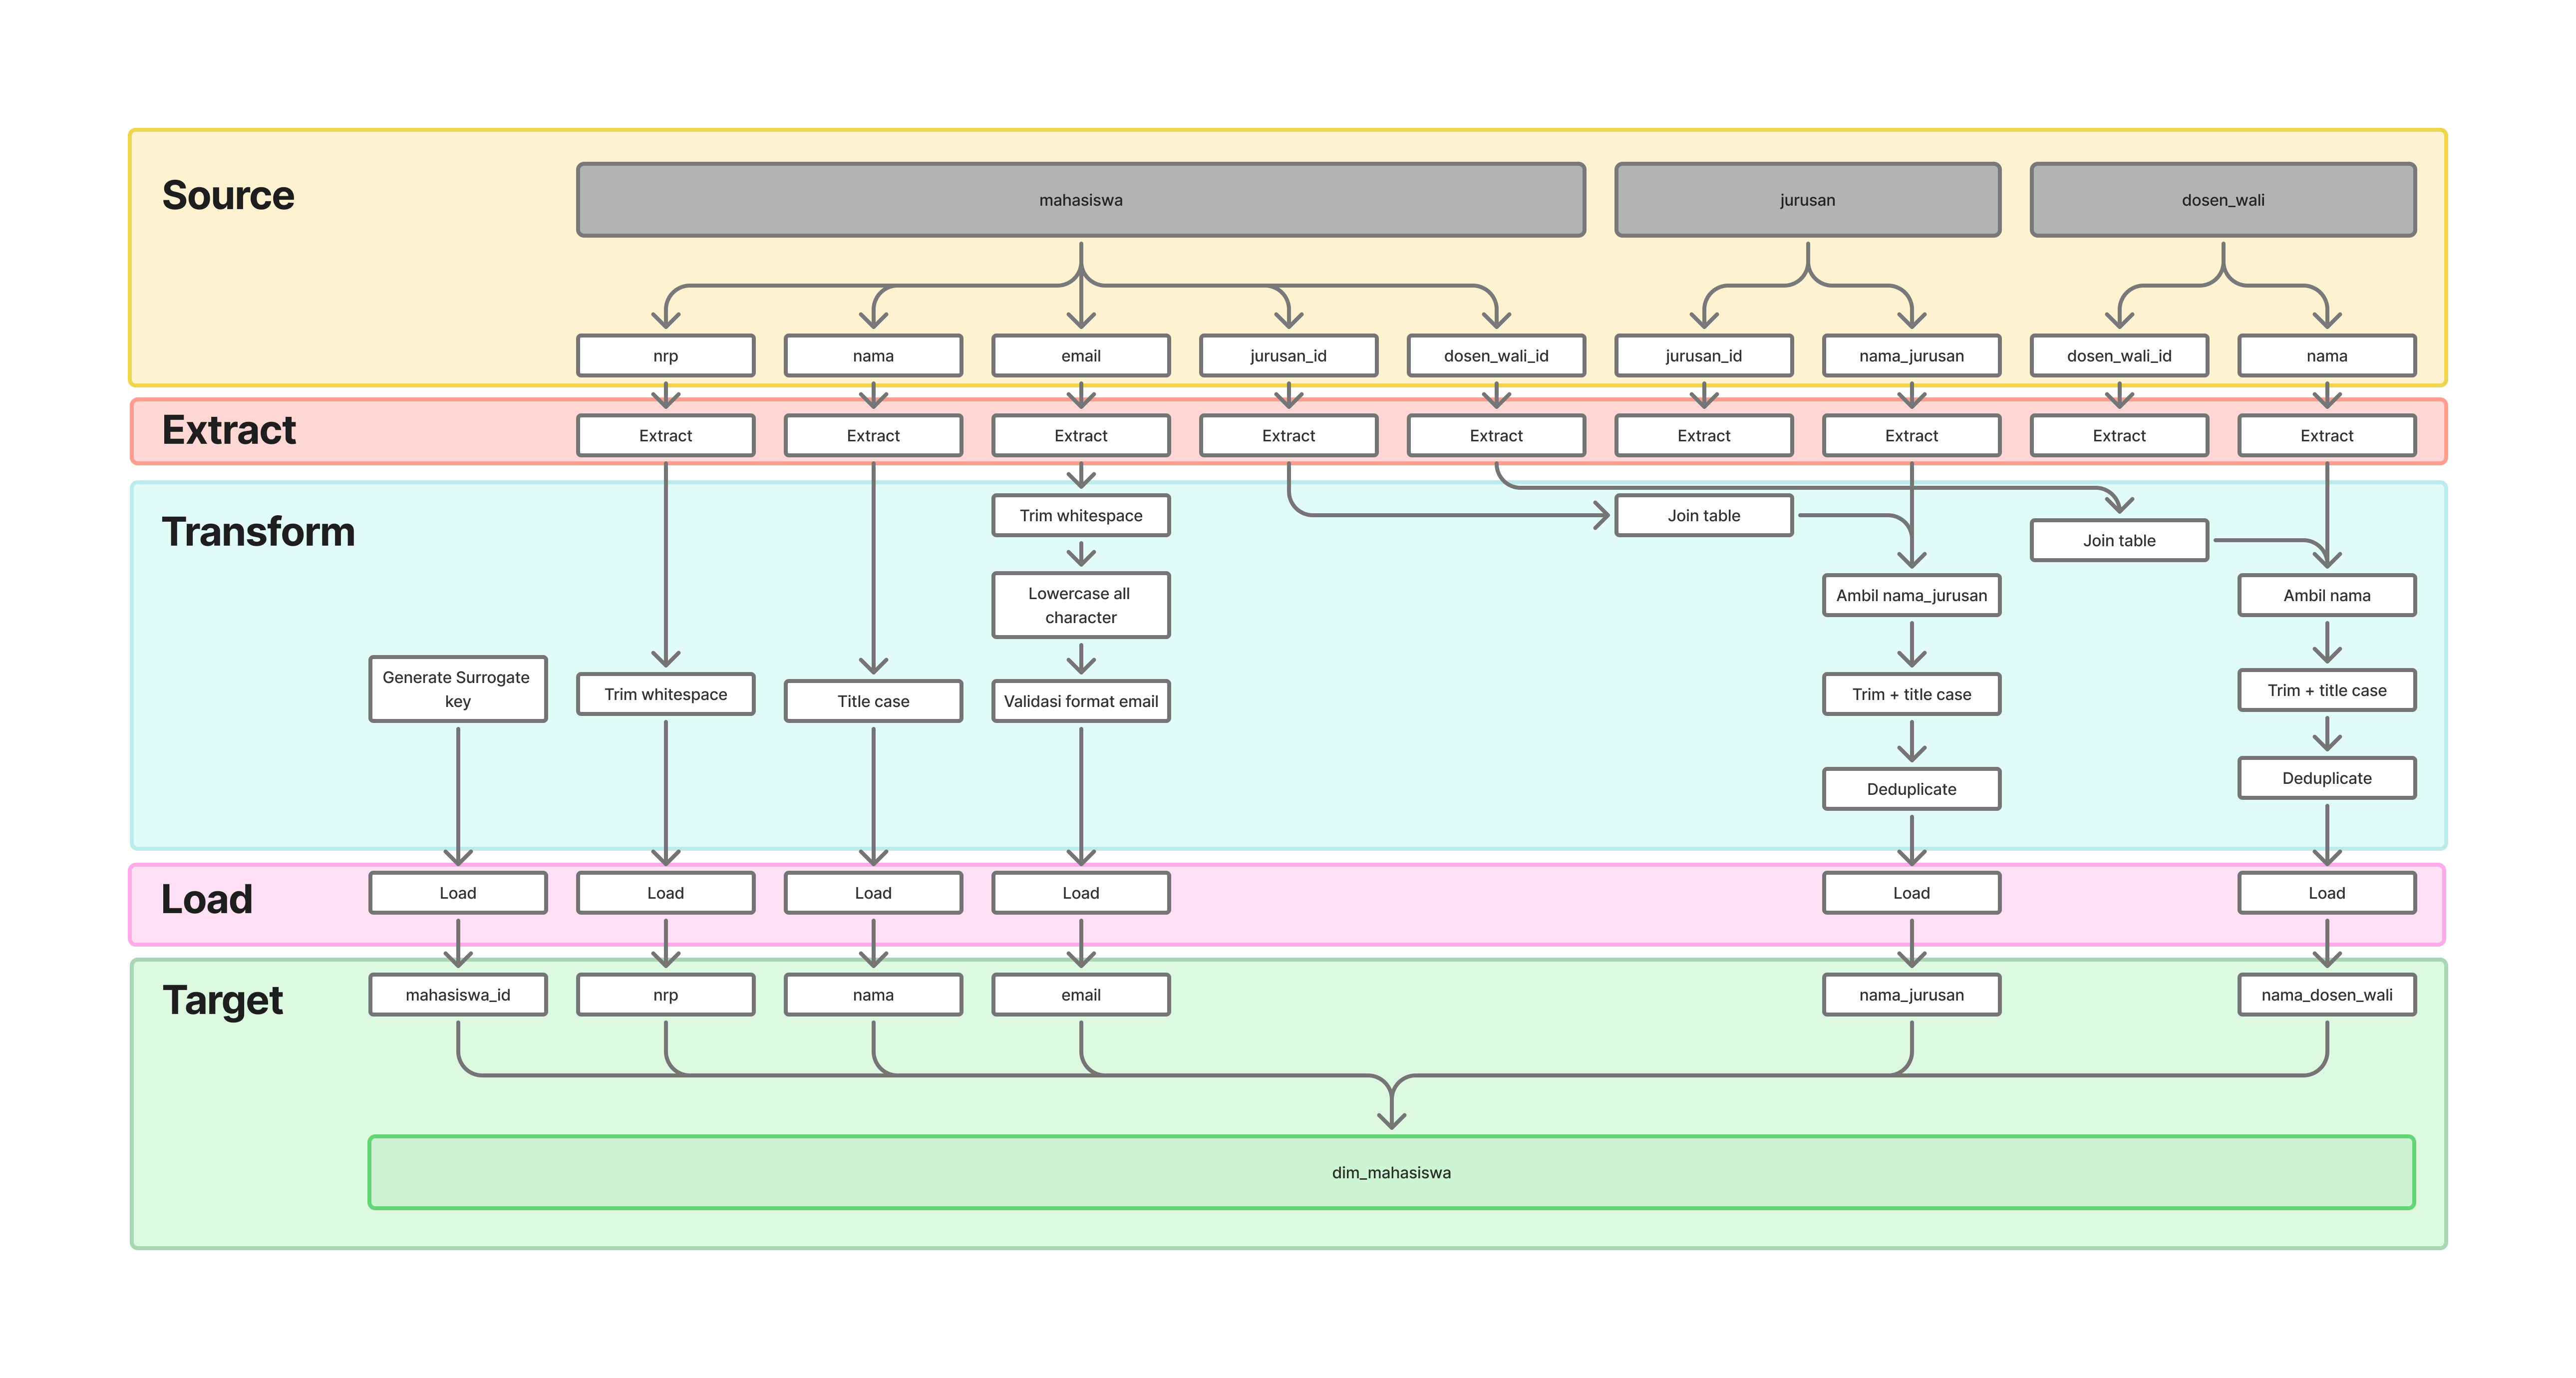 Source
mahasiswa
jurusan
dosen_wali
nrp
nama
email
jurusan_id
dosen_wali_id
jurusan_id
nama_jurusan
dosen_wali_id
nama
Extract
Extract
Extract
Extract
Extract
Extract
Extract
Extract
Extract
Extract
Transform
Trim whitespace
Join table
Join table
Lowercase all
character
Ambil nama_jurusan
Ambil nama
Generate Surrogate
key
Trim whitespace
Title case
Validasi format email
Trim + title case
Trim + title case
Deduplicate
Deduplicate
Load
Load
Load
Load
Load
Load
Load
Target
mahasiswa_id
nrp
nama
email
nama_jurusan
nama_dosen_wali
dim_mahasiswa